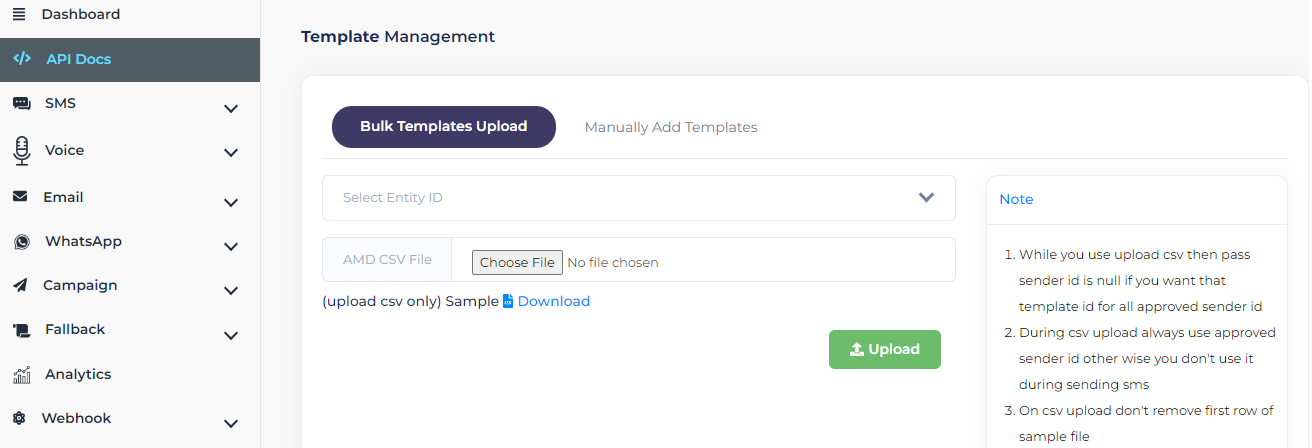 Dashboard
API Docs
SMS
Voice
Email
WhatsApp
Campaign
Fallback
Analytics
Webhook
Template Management
Bulk Templates Upload
Manually Add Templates
Select Entity ID
AMD CSV File
Choose File No file chosen
(upload csv only) Sample Download
Upload
Note
1. While you use upload csv then pass
sender id is null if you want that
template id for all approved sender id
2. During csv upload always use approved
sender id other wise you don't use it
during sending sms
3. On csv upload don't remove first row of
sample file